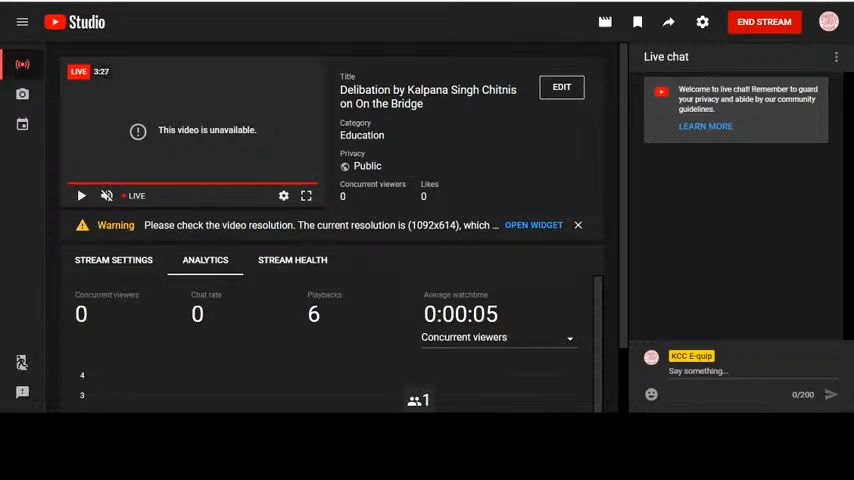 Studio
END STREAM
LIVE 3:27
This video is unavailable.
LIVE
Title
Delibation by Kalpana Singh Chitnis
on On the Bridge
EDIT
Category
Education
Privacy
Public
Concurrent viewers Likes
0 0
Warning Please check the video resolution. The current resolution is (1092x614), which ... OPEN WIDGET
STREAM SETTINGS ANALYTICS STREAM HEALTH
Concurrent viewers Chat rate Playbacks Average watchtime
0 0 6 0:00:05
Concurrent viewers
4
3
1
Live chat
Welcome to live chat! Remember to guard
your privacy and abide by our community
guidelines.
LEARN MORE
KCC E-quip
Say something...
0/200